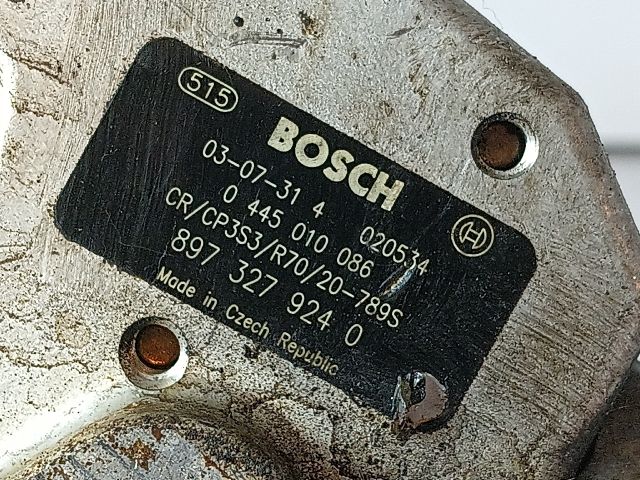 515
BOSCH
03-07-31 4 020534
0 445 010 086
CR/CP3S3/R70/20-789S
897 327 924 0
Made in Czech Republic